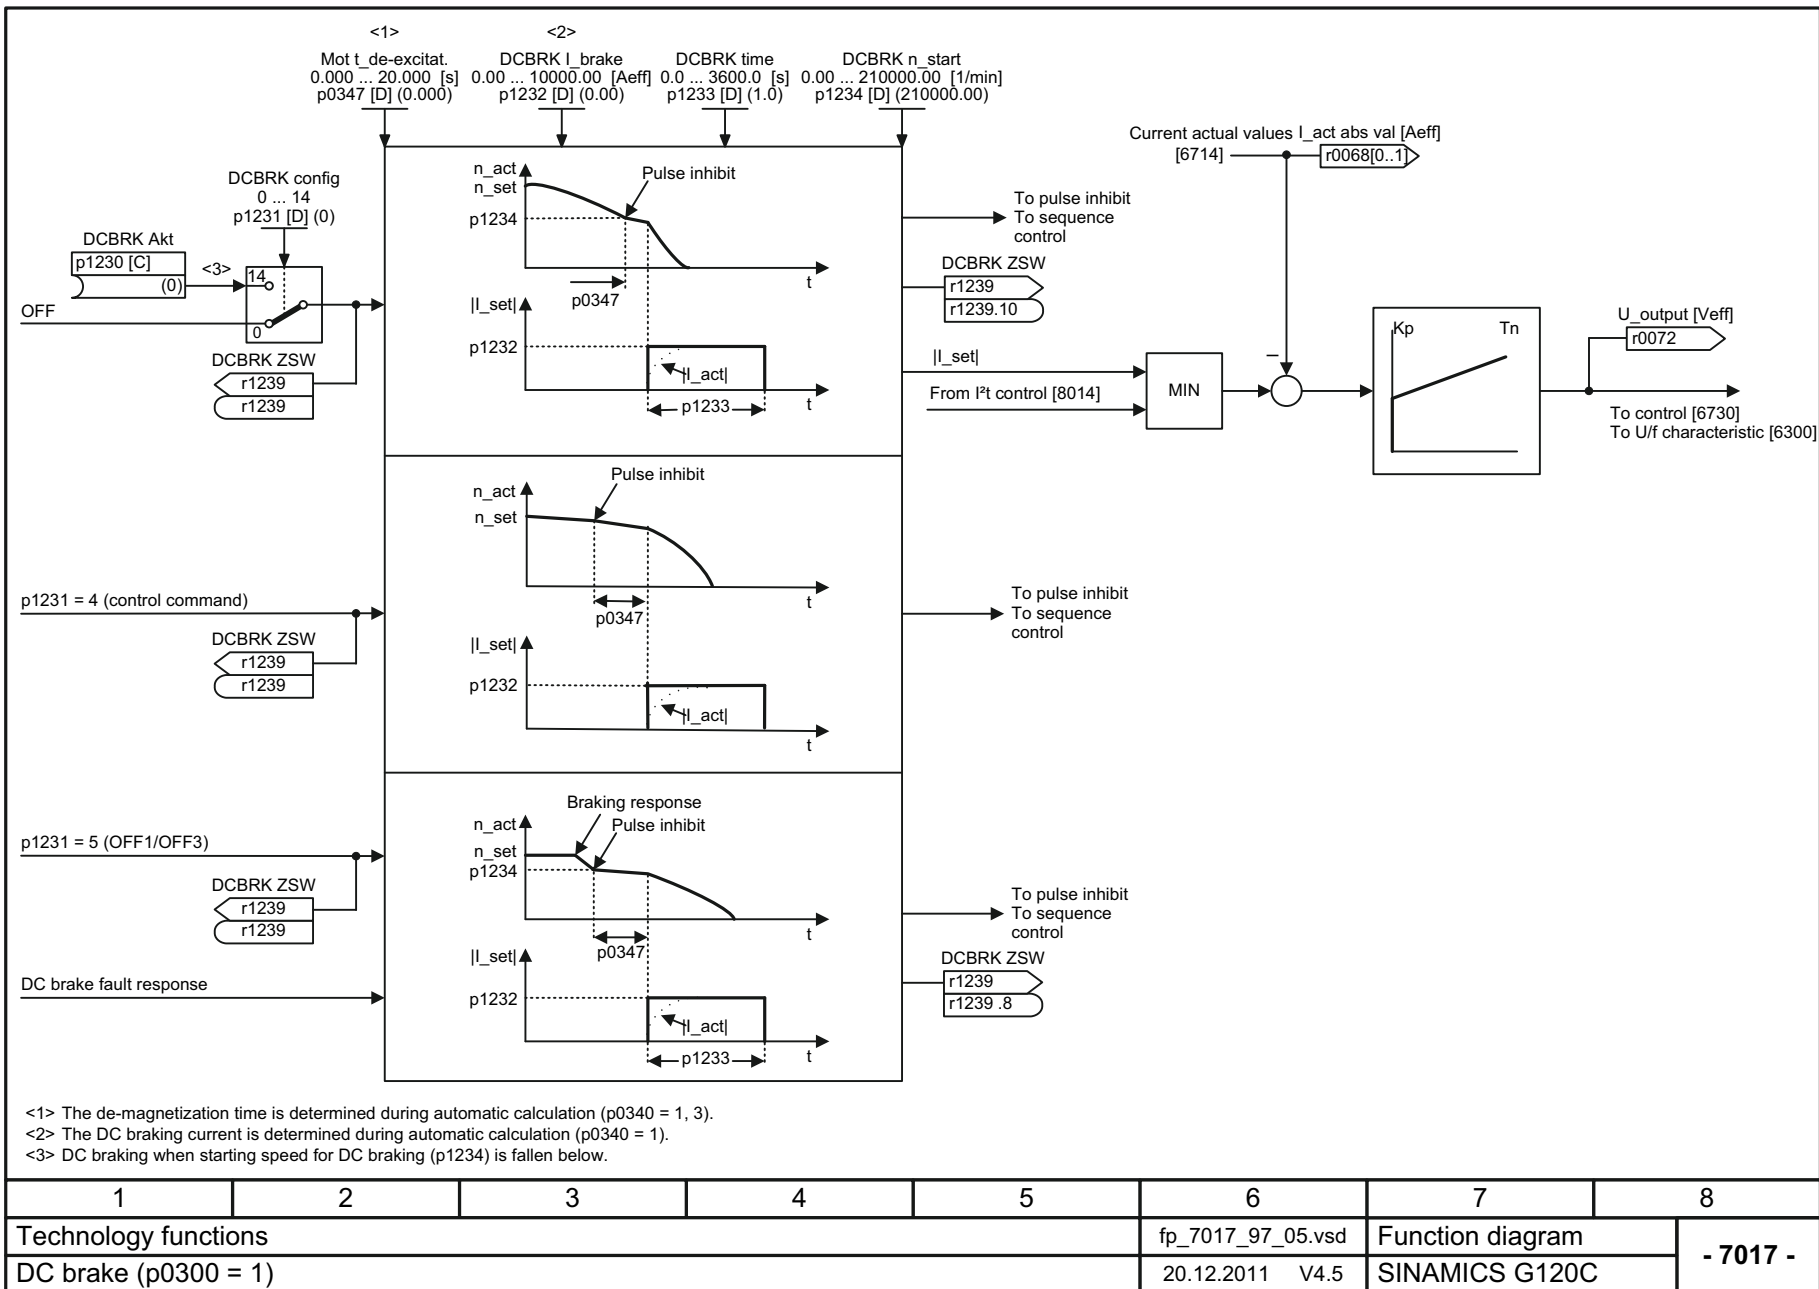 <1>
Mot t_de-excitat.
0.000 ... 20.000 [s]
p0347 [D] (0.000)
<2>
DCBRK I_brake
0.00 ... 10000.00 [Aeff]
p1232 [D] (0.00)
DCBRK time
0.0 ... 3600.0 [s]
p1233 [D] (1.0)
DCBRK n_start
0.00 ... 210000.00 [1/min]
p1234 [D] (210000.00)
DCBRK config
0 ... 14
p1231 [D] (0)
DCBRK Akt
p1230 [C]
(0)
<3>
14
0
OFF
DCBRK ZSW
r1239
r1239
n_act
n_set
p1234
Pulse inhibit
p0347
t
|I_set|
p1232
|I_act|
p1233
t
To pulse inhibit
To sequence
control
DCBRK ZSW
r1239
r1239.10
|I_set|
From I²t control [8014]
MIN
Current actual values
[6714]
I_act abs val [Aeff]
r0068[0..1]
–
Kp
Tn
U_output [Veff]
r0072
To control [6730]
To U/f characteristic [6300]
p1231 = 4 (control command)
DCBRK ZSW
r1239
r1239
n_act
n_set
Pulse inhibit
p0347
t
|I_set|
p1232
|I_act|
t
To pulse inhibit
To sequence
control
p1231 = 5 (OFF1/OFF3)
DCBRK ZSW
r1239
r1239
DC brake fault response
Braking response
Pulse inhibit
n_act
n_set
p1234
p0347
t
|I_set|
p1232
|I_act|
p1233
t
To pulse inhibit
To sequence
control
DCBRK ZSW
r1239
r1239 .8
<1> The de-magnetization time is determined during automatic calculation (p0340 = 1, 3).
<2> The DC braking current is determined during automatic calculation (p0340 = 1).
<3> DC braking when starting speed for DC braking (p1234) is fallen below.
1 2 3 4 5 6 7 8
Technology functions
fp_7017_97_05.vsd
Function diagram
- 7017 -
DC brake (p0300 = 1)
20.12.2011 V4.5
SINAMICS G120C